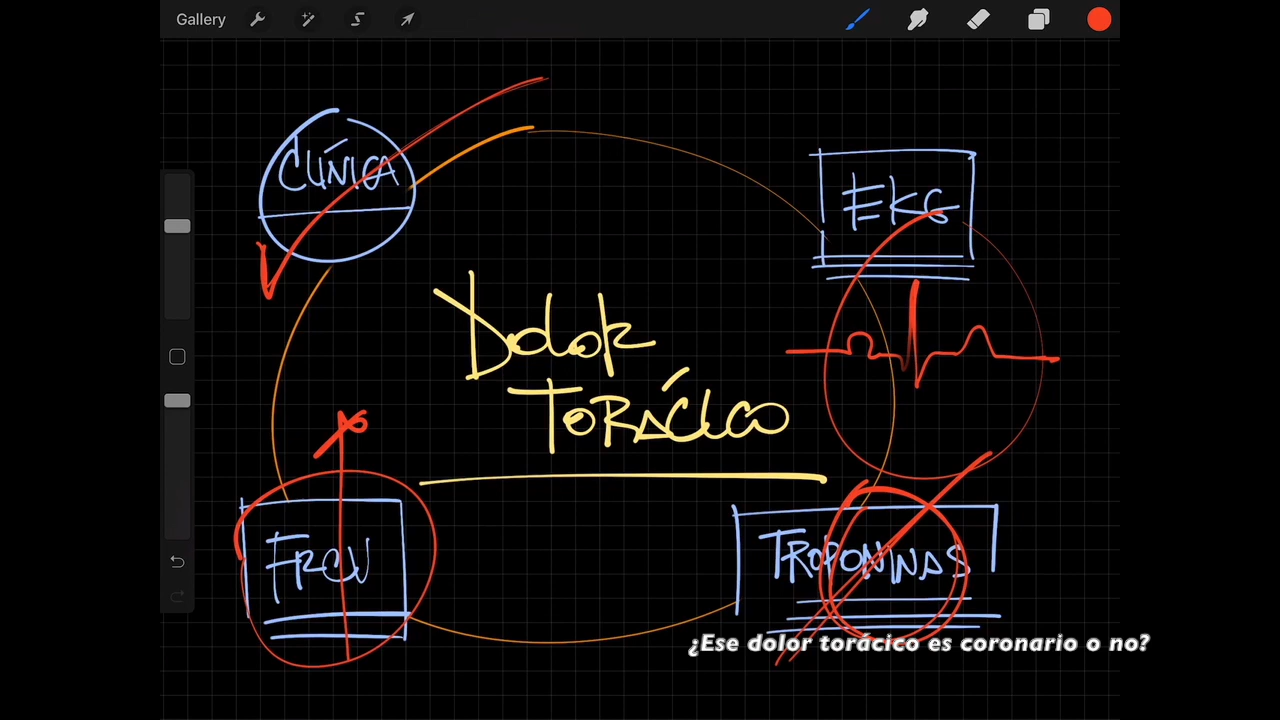 Gallery
CLÍNICA
EKG
DOLOR
TORÁCICO
FRCV
TROPONINAS
¿Ese dolor torácico es coronario o no?